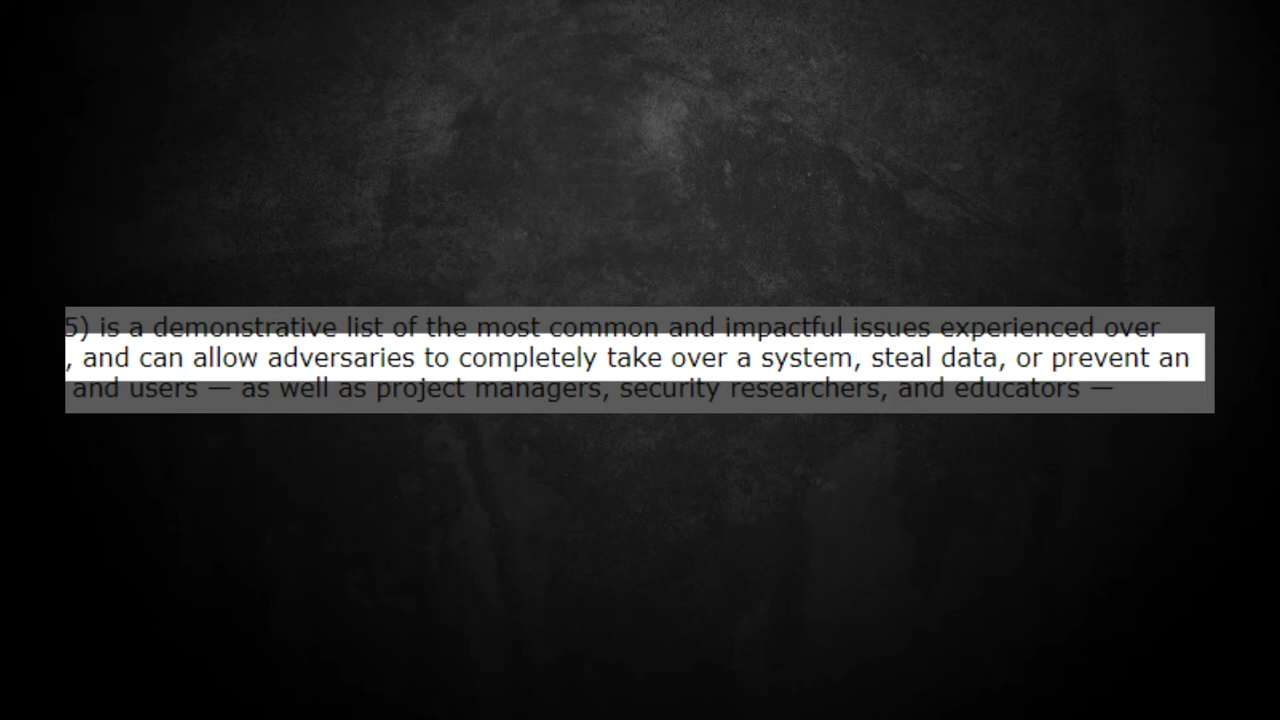 5) is a demonstrative list of the most common and impactful issues experienced over
, and can allow adversaries to completely take over a system, steal data, or prevent an
and users — as well as project managers, security researchers, and educators —